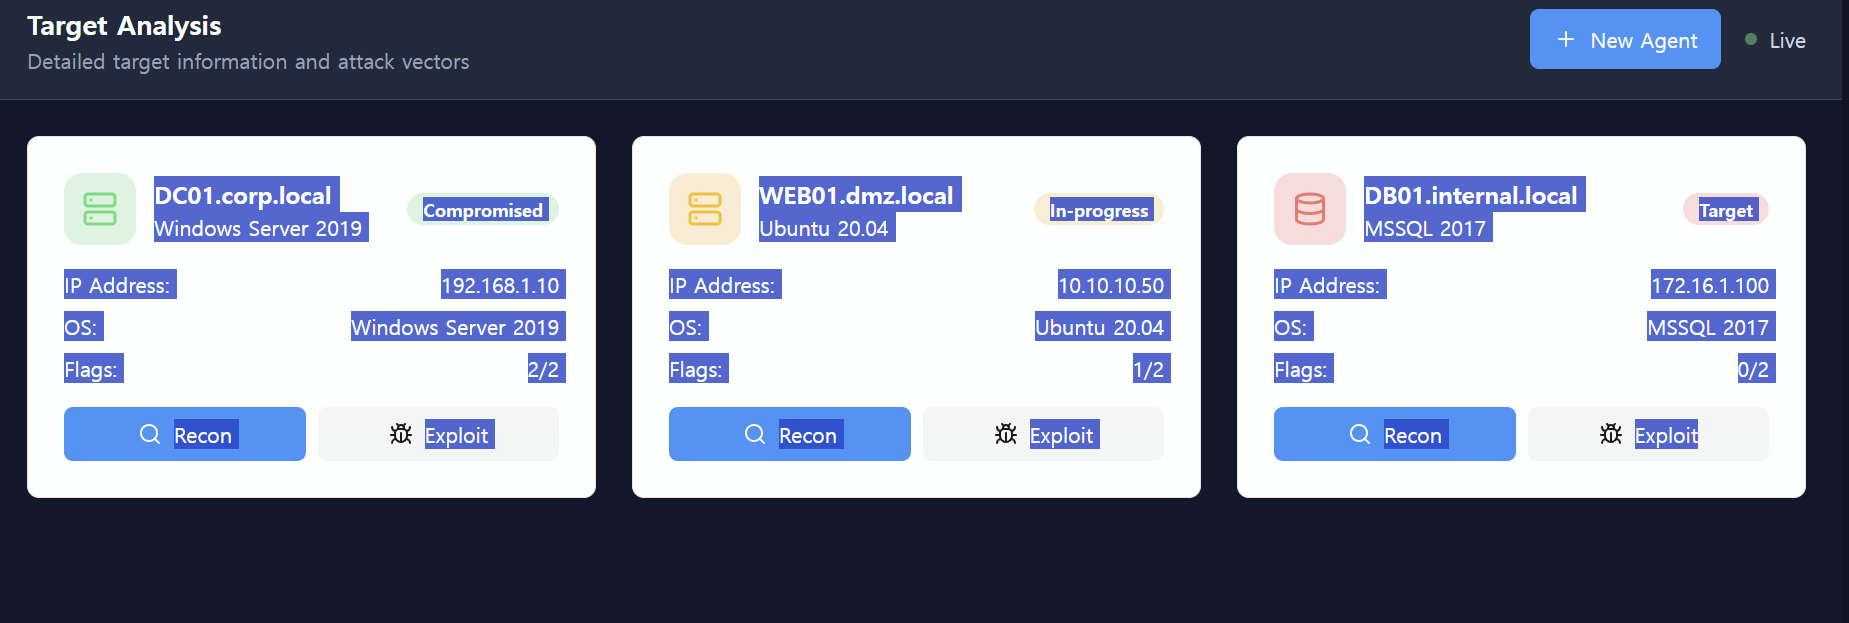 Target Analysis
Detailed target information and attack vectors
New Agent
Live
DC01.corp.local
Windows Server 2019
Compromised
IP Address: 192.168.1.10
OS: Windows Server 2019
Flags: 2/2
Recon
Exploit
WEB01.dmz.local
Ubuntu 20.04
In-progress
IP Address: 10.10.10.50
OS: Ubuntu 20.04
Flags: 1/2
Recon
Exploit
DB01.internal.local
MSSQL 2017
Target
IP Address: 172.16.1.100
OS: MSSQL 2017
Flags: 0/2
Recon
Exploit